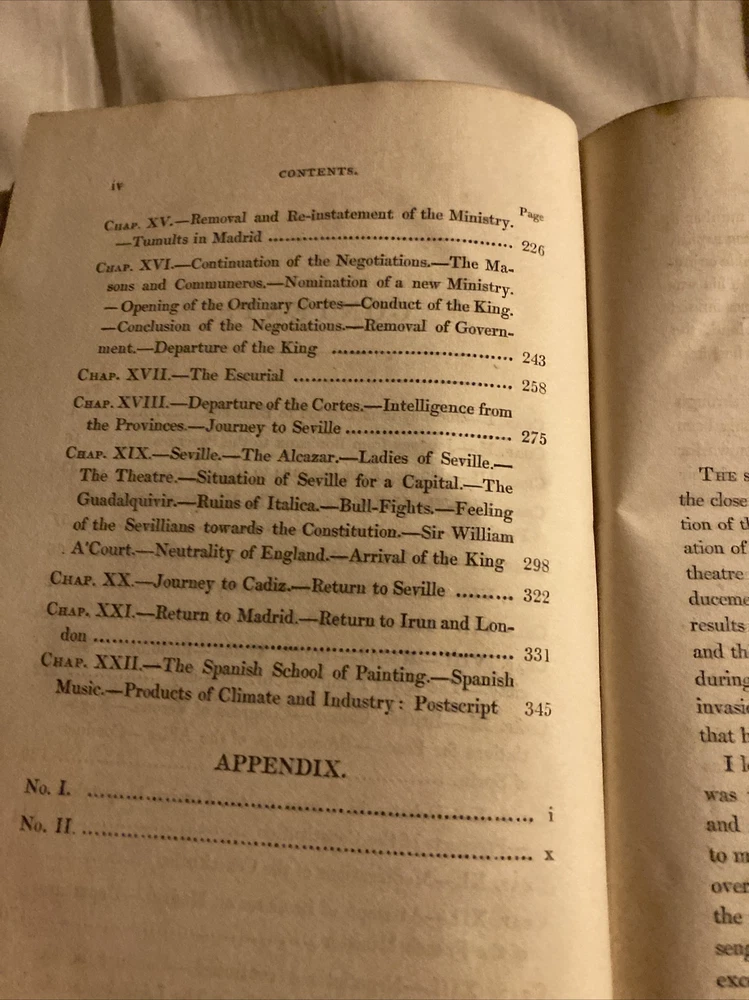 iv
CONTENTS.
Page
CHAP. XV.—Removal and Re-instatement of the Ministry.
—Tumults in Madrid ........................................ 226
CHAP. XVI.—Continuation of the Negotiations.—The Ma-
sons and Communeros.—Nomination of a new Ministry.
—Opening of the Ordinary Cortes—Conduct of the King.
—Conclusion of the Negotiations.—Removal of Govern-
ment.—Departure of the King .............................. 243
CHAP. XVII.—The Escurial .................................... 258
CHAP. XVIII.—Departure of the Cortes.—Intelligence from
the Provinces.—Journey to Seville ............................ 275
CHAP. XIX.—Seville.—The Alcazar.—Ladies of Seville.—
The Theatre.—Situation of Seville for a Capital.—The
Guadalquivir.—Ruins of Italica.—Bull-Fights.—Feeling
of the Sevillians towards the Constitution.—Sir William
A'Court.—Neutrality of England.—Arrival of the King 298
CHAP. XX.—Journey to Cadiz.—Return to Seville ......... 322
CHAP. XXI.—Return to Madrid.—Return to Irun and Lon-
don ...................................................................... 331
CHAP. XXII.—The Spanish School of Painting.—Spanish
Music.—Products of Climate and Industry: Postscript 345
APPENDIX.
No. I. ...................................................................... i
No. II. ...................................................................... x
THE s
the close
tion of th
ation of
theatre
duceme
results
and th
during
invasi
that h
I l
was
and
to m
over
the
seng
exc